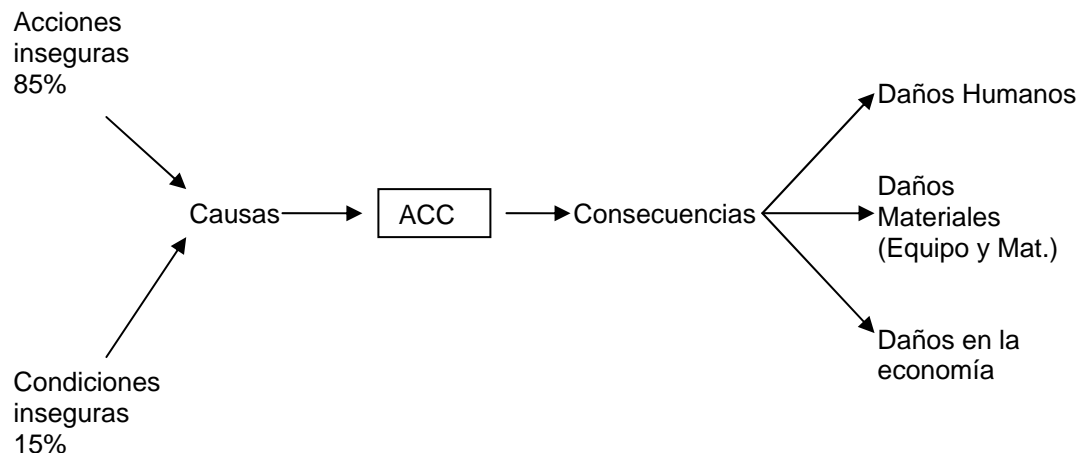 Acciones
inseguras
85%
Condiciones
inseguras
15%
Causas
ACC
Consecuencias
Daños Humanos
Daños
Materiales
(Equipo y Mat.)
Daños en la
economía